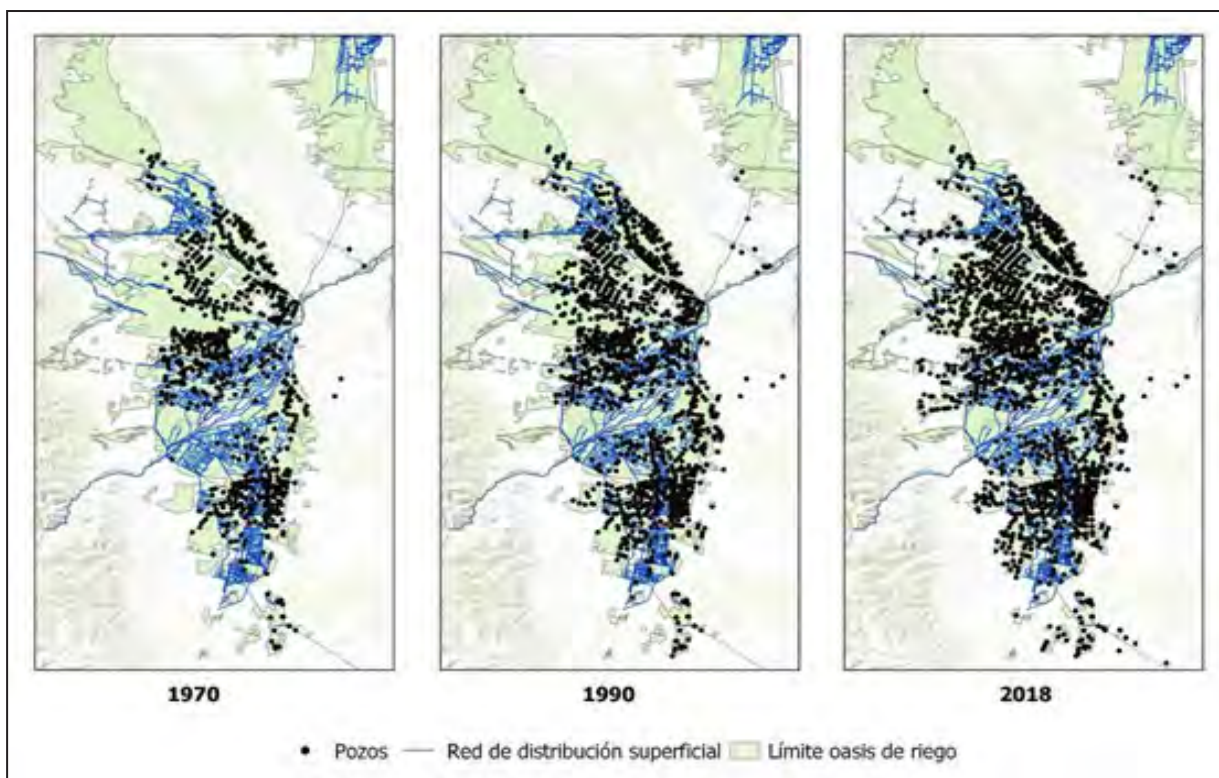 1970
1990
2018
Pozos
Red de distribución superficial
Límite oasis de riego